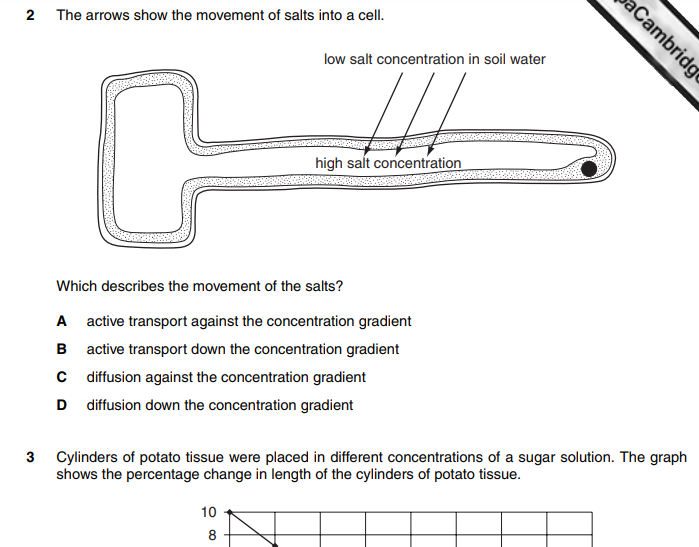 2 The arrows show the movement of salts into a cell.
low salt concentration in soil water
high salt concentration
Which describes the movement of the salts?
A active transport against the concentration gradient
B active transport down the concentration gradient
C diffusion against the concentration gradient
D diffusion down the concentration gradient
3 Cylinders of potato tissue were placed in different concentrations of a sugar solution. The graph
shows the percentage change in length of the cylinders of potato tissue.
10
8